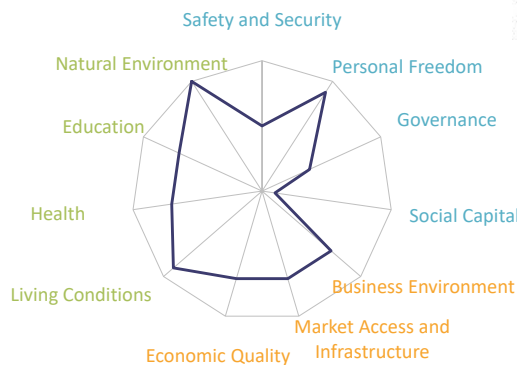 Safety and Security
Natural Environment
Personal Freedom
Education
Governance
Health
Social Capital
Living Conditions
Business Environment
Market Access and
Infrastructure
Economic Quality